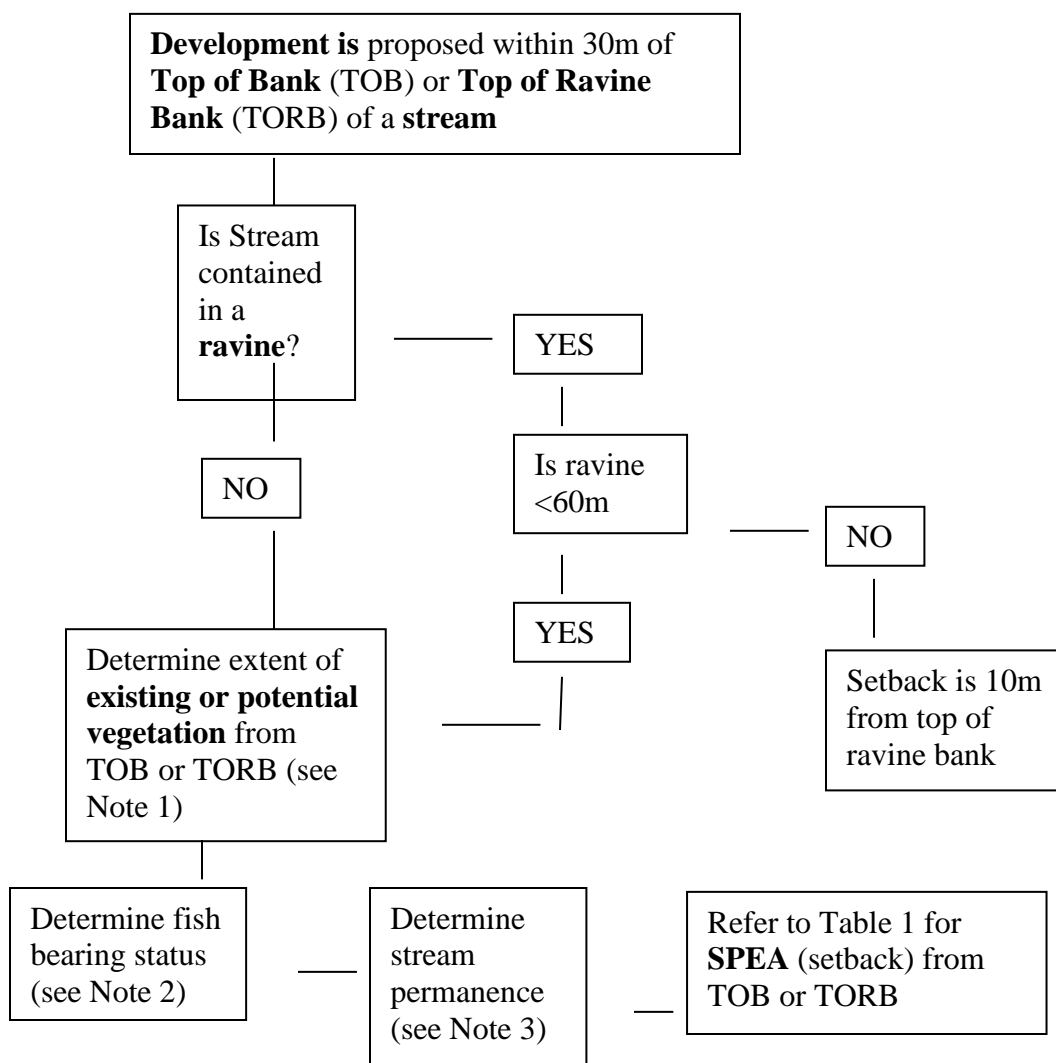 Development is proposed within 30m of
Top of Bank (TOB) or Top of Ravine
Bank (TORB) of a stream
Is Stream
contained
in a
ravine?
YES
Is ravine
<60m
NO
NO
YES
Determine extent of
existing or potential
vegetation from
TOB or TORB (see
Note 1)
Setback is 10m
from top of
ravine bank
Determine fish
bearing status
(see Note 2)
Determine
stream
permanence
(see Note 3)
Refer to Table 1 for
SPEA (setback) from
TOB or TORB